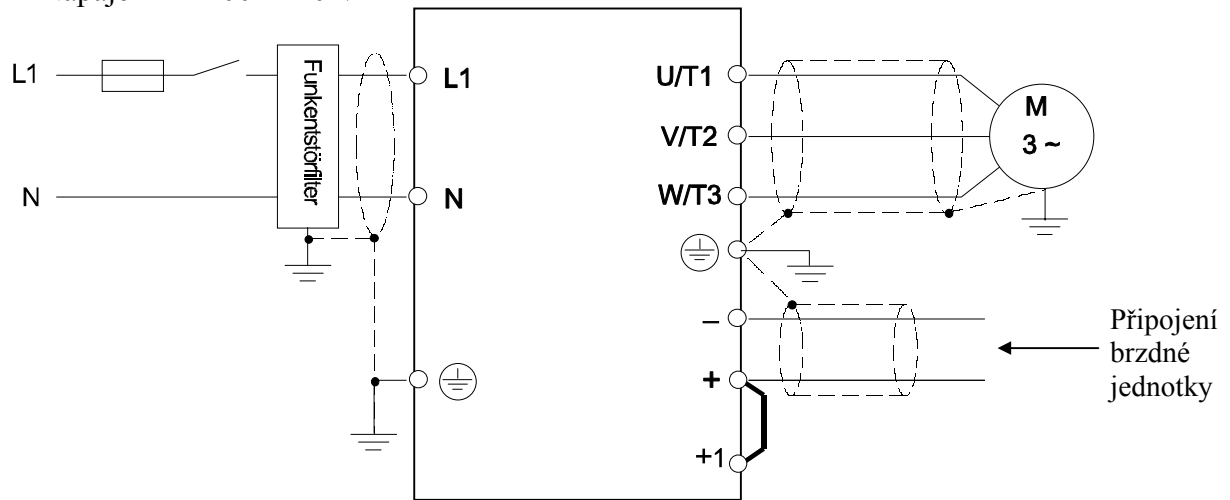 L1
Funkentstörfilter
L1
U/T1
M
3 ~
V/T2
N
N
W/T3
–
+
+1
Připojení
brzdné
jednotky